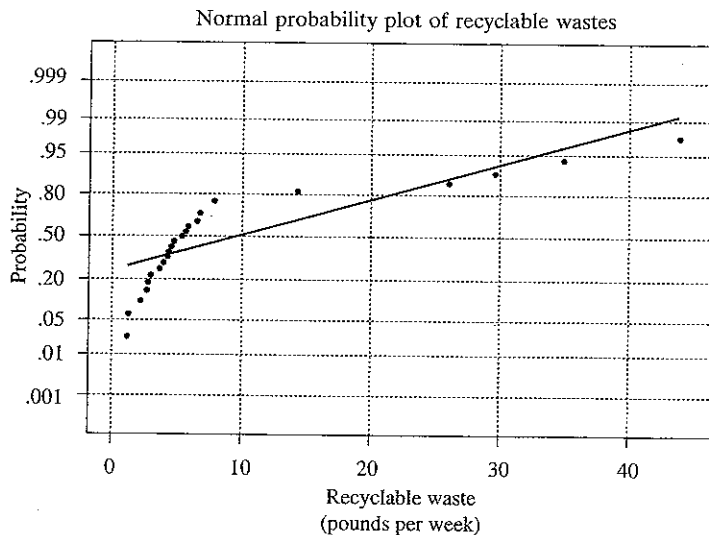 Normal probability plot of recyclable wastes
.999
.99
.95
.80
.50
.20
.05
.01
.001
Probability
0 10 20 30 40
Recyclable waste
(pounds per week)